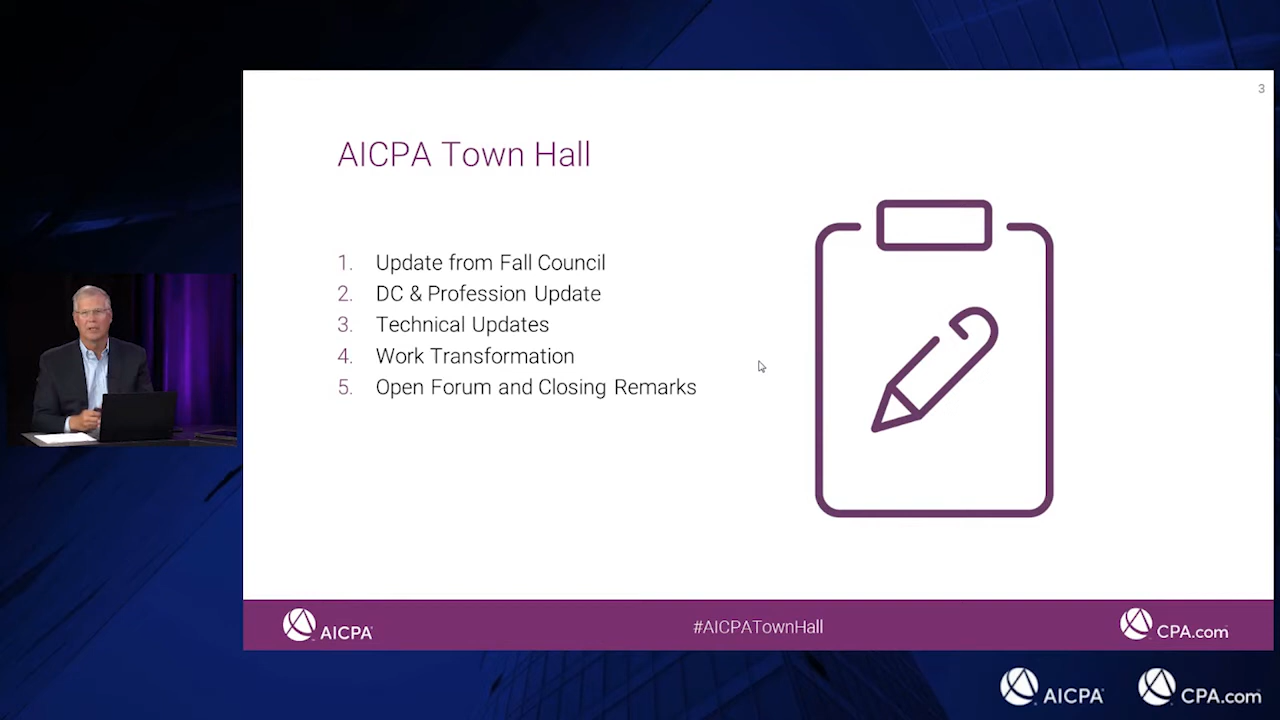 3
AICPA Town Hall
1. Update from Fall Council
2. DC & Profession Update
3. Technical Updates
4. Work Transformation
5. Open Forum and Closing Remarks
AICPA
#AICPATownHall
CPA.com
AICPA
CPA.com